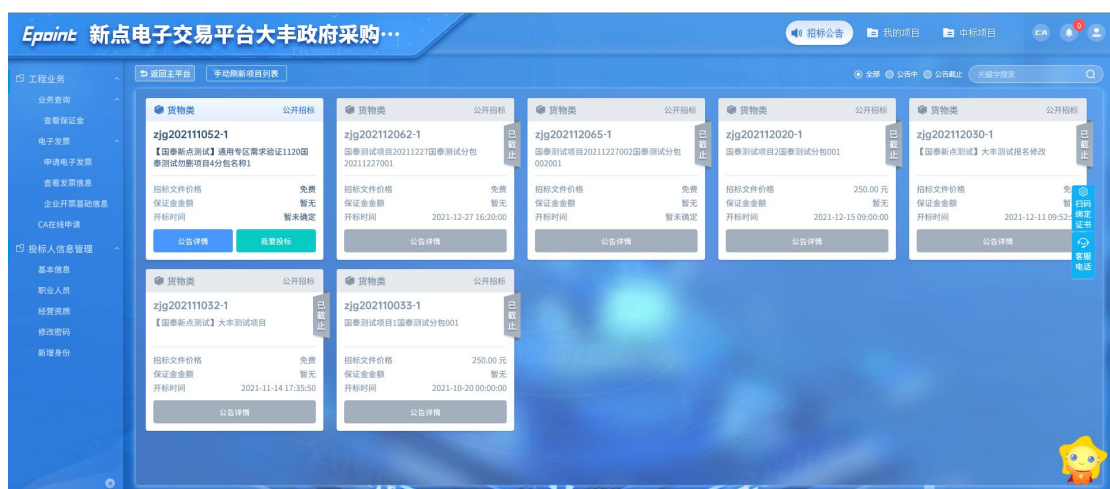 Epoint 新点电子交易平台大丰政府采购…
招标公告
我的项目
中标项目
CA
0
工程业务
业务查询
查看保证金
电子发票
申请电子发票
查看发票信息
企业开票基础信息
CA在线申请
投标人信息管理
基本信息
职业人员
经营资质
修改密码
新增身份
返回主平台
手动刷新项目列表
全部 公告中 公告截止
关键字搜索
货物类 公开招标
zjg202111052-1
【国泰新点测试】通用专区需求验证1120国
泰测试勿删项目4分包名称1
招标文件价格 免费
保证金金额 暂无
开标时间 暂未确定
公告详情 我要投标
货物类 公开招标
zjg202112062-1
国泰测试项目20211227国泰测试分包
20211227001
已截止
招标文件价格 免费
保证金金额 暂无
开标时间 2021-12-27 16:20:00
公告详情
货物类 公开招标
zjg202112065-1
国泰测试项目20211227002国泰测试分包
002001
已截止
招标文件价格 免费
保证金金额 暂无
开标时间 暂未确定
公告详情
货物类 公开招标
zjg202112020-1
国泰测试项目2国泰测试分包001
已截止
招标文件价格 250.00 元
保证金金额 暂无
开标时间 2021-12-15 09:00:00
公告详情
货物类 公开招标
zjg202112030-1
【国泰新点测试】大丰测试报名修改
已截止
招标文件价格 免
保证金金额 暂
开标时间 2021-12-11 09:52:
公告详情
扫码
绑定
证书
客服
电话
货物类 公开招标
zjg202111032-1
【国泰新点测试】大丰测试项目
已截止
招标文件价格 免费
保证金金额 暂无
开标时间 2021-11-14 17:35:50
公告详情
货物类 公开招标
zjg202110033-1
国泰测试项目1国泰测试分包001
已截止
招标文件价格 250.00 元
保证金金额 暂无
开标时间 2021-10-20 00:00:00
公告详情